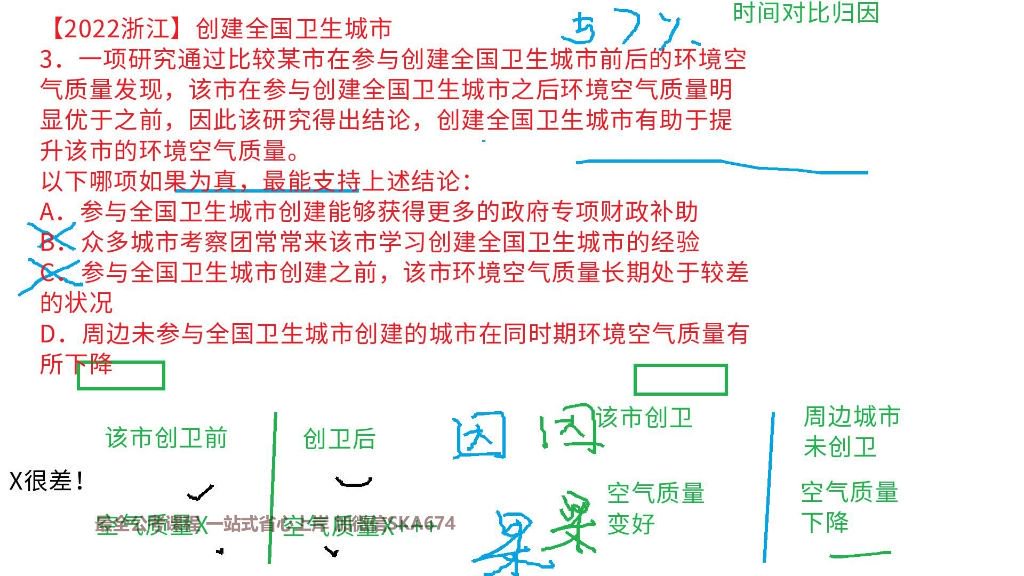 时间对比归因
57%.
【2022浙江】创建全国卫生城市
3．一项研究通过比较某市在参与创建全国卫生城市前后的环境空
气质量发现，该市在参与创建全国卫生城市之后环境空气质量明
显优于之前，因此该研究得出结论，创建全国卫生城市有助于提
升该市的环境空气质量。
以下哪项如果为真，最能支持上述结论：
A．参与全国卫生城市创建能够获得更多的政府专项财政补助
B．众多城市考察团常常来该市学习创建全国卫生城市的经验
C．参与全国卫生城市创建之前，该市环境空气质量长期处于较差
的状况
D．周边未参与全国卫生城市创建的城市在同时期环境空气质量有
所下降
该市创卫前
创卫后
因
因
该市创卫
周边城市
未创卫
X很差！
空气质量X
空气质量X+++
果
果
空气质量
变好
空气质量
下降
一站式省心上岸
微信SKA674